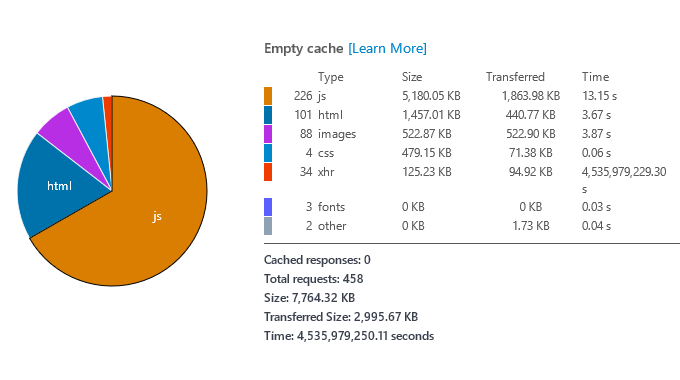 Empty cache [Learn More]
Type Size Transferred Time
226 js 5,180.05 KB 1,863.98 KB 13.15 s
101 html 1,457.01 KB 440.77 KB 3.67 s
88 images 522.87 KB 522.90 KB 3.87 s
4 css 479.15 KB 71.38 KB 0.06 s
34 xhr 125.23 KB 94.92 KB 4,535,979,229.30
s
3 fonts 0 KB 0 KB 0.03 s
2 other 0 KB 1.73 KB 0.04 s
Cached responses: 0
Total requests: 458
Size: 7,764.32 KB
Transferred Size: 2,995.67 KB
Time: 4,535,979,250.11 seconds
html
js